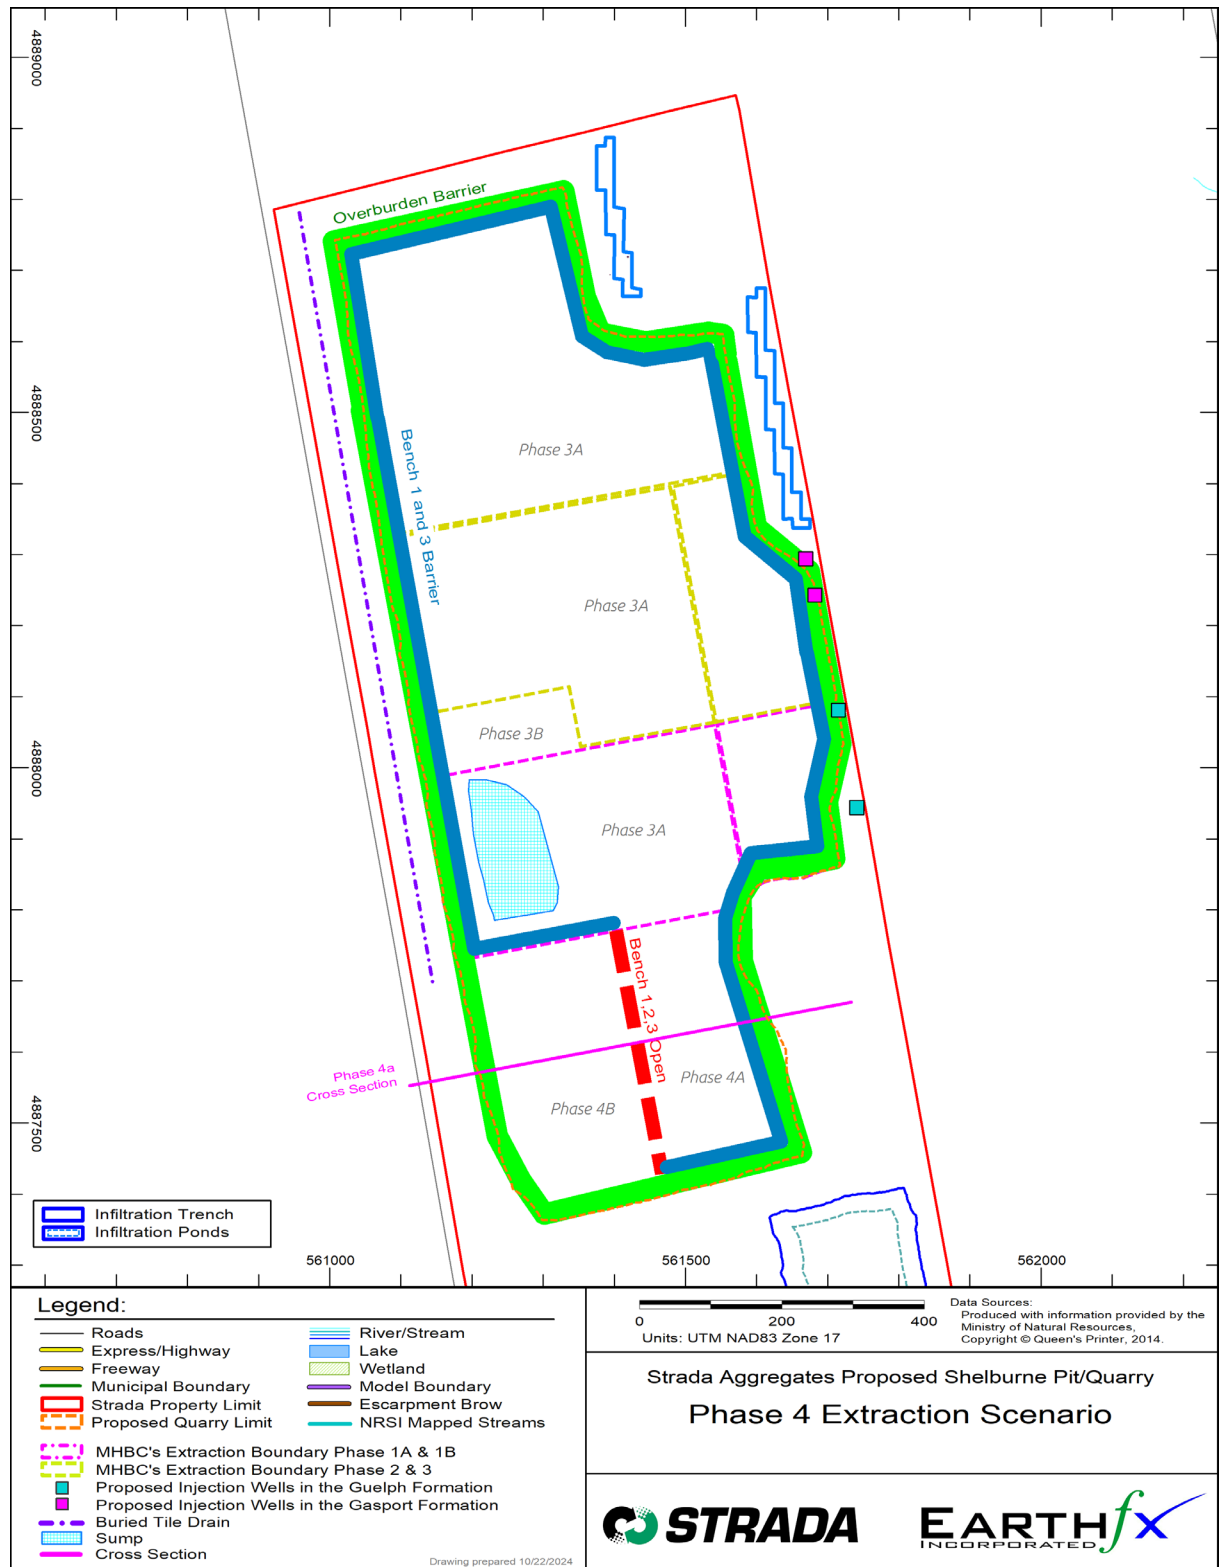 4889000
4888500
4888000
4887500
Overburden Barrier
Phase 3A
Bench 1 and 3 Barrier
Phase 3A
Phase 3B
Phase 3A
Bench 1,2,3 Open
Phase 4a
Cross Section
Phase 4A
Phase 4B
Infiltration Trench
Infiltration Ponds
561000
561500
562000
Legend:
Roads
Express/Highway
Freeway
Municipal Boundary
Strada Property Limit
Proposed Quarry Limit
River/Stream
Lake
Wetland
Model Boundary
Escarpment Brow
NRSI Mapped Streams
MHBC's Extraction Boundary Phase 1A & 1B
MHBC's Extraction Boundary Phase 2 & 3
Proposed Injection Wells in the Guelph Formation
Proposed Injection Wells in the Gasport Formation
Buried Tile Drain
Sump
Cross Section
Drawing prepared 10/22/2024
0 200 400
Units: UTM NAD83 Zone 17
Data Sources:
Produced with information provided by the
Ministry of Natural Resources,
Copyright © Queen's Printer, 2014.
Strada Aggregates Proposed Shelburne Pit/Quarry
Phase 4 Extraction Scenario
STRADA
EARTHfx
INCORPORATED